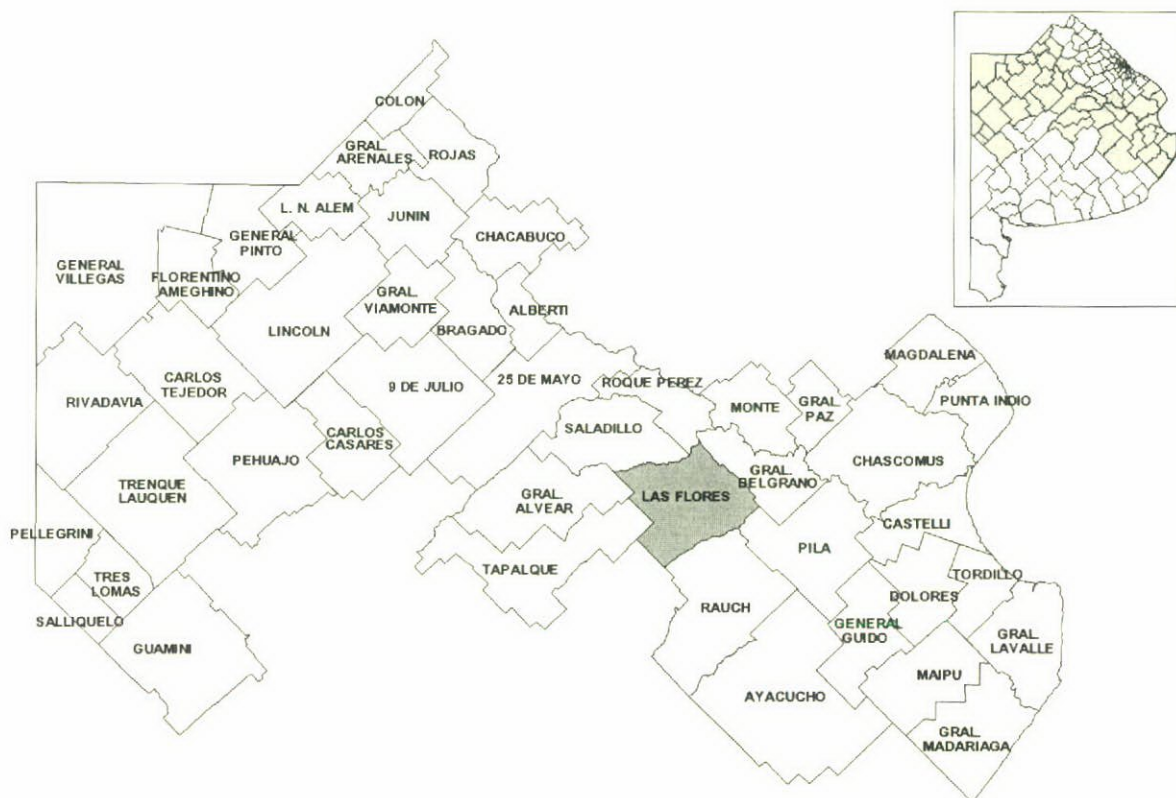 COLON
GRAL.
ARENALES
ROJAS
L. N. ALEM
JUNIN
CHACABUCO
GENERAL
PINTO
GENERAL
VILLEGAS
FLORENTINO
AMEGHINO
LINCOLN
GRAL.
VIAMONTE
BRAGADO
ALBERTI
CARLOS
TEJEDOR
RIVADAVIA
9 DE JULIO
25 DE MAYO
ROQUE PEREZ
MONTE
GRAL.
PAZ
MAGDALENA
PUNTA INDIO
PEHUAJO
CARLOS
CASARES
SALADILLO
CHASCOMUS
TRENQUE
LAUQUEN
GRAL.
ALVEAR
LAS FLORES
GRAL.
BELGRANO
CASTELLI
PELLEGRINI
TAPALQUE
PILA
TORDILLO
TRES
LOMAS
DOLORES
SALLIQUELO
RAUCH
GENERAL
GUIDO
GRAL.
LAVALLE
GUAMINI
MAIPU
AYACUCHO
GRAL.
MADARIAGA